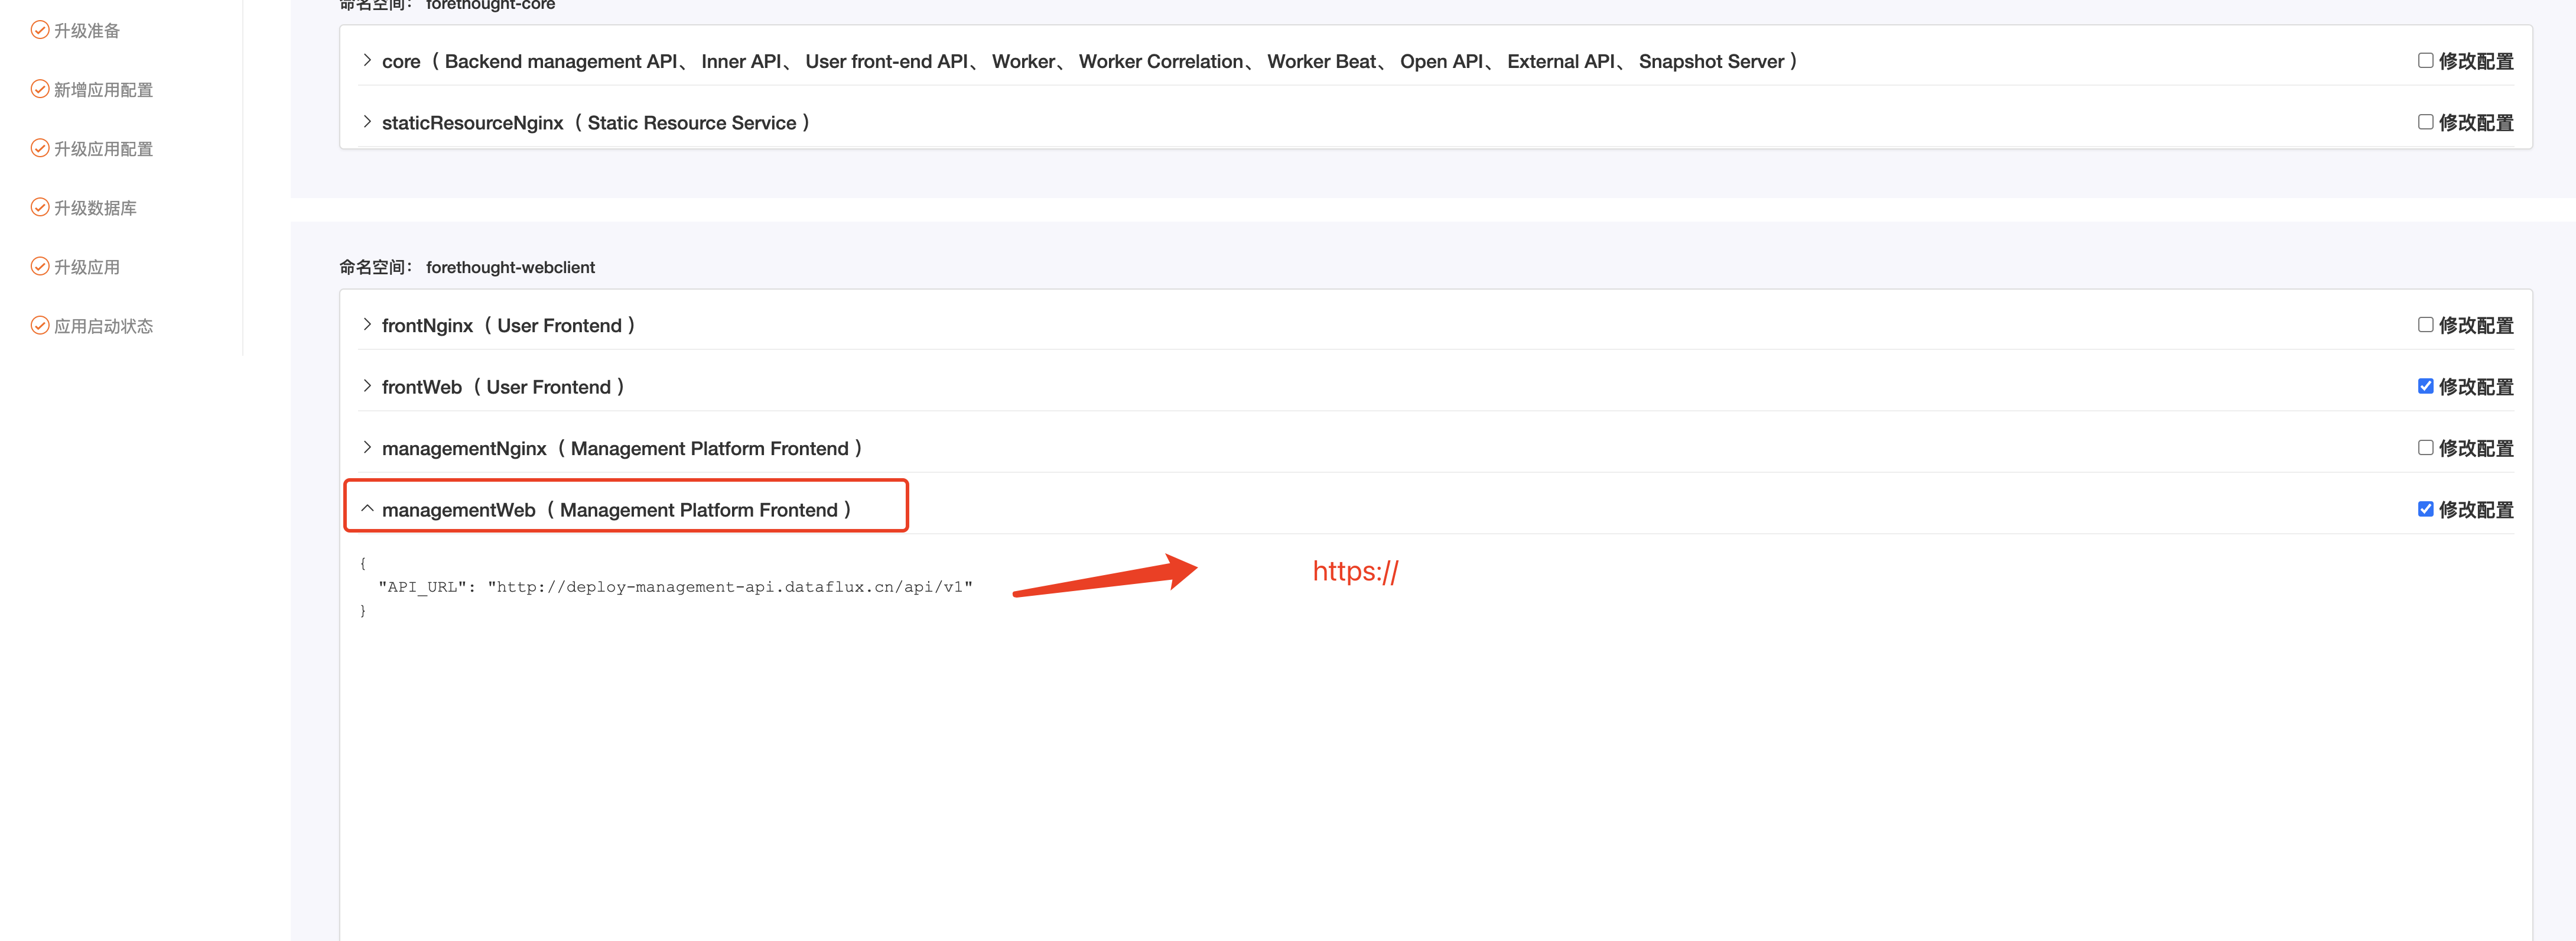 命名空间： forethought-core
升级准备
新增应用配置
升级应用配置
升级数据库
升级应用
应用启动状态
core （ Backend management API、 Inner API、 User front-end API、 Worker、 Worker Correlation、 Worker Beat、 Open API、 External API、 Snapshot Server ） 修改配置
staticResourceNginx （ Static Resource Service ） 修改配置
命名空间： forethought-webclient
frontNginx （ User Frontend ） 修改配置
frontWeb （ User Frontend ） 修改配置
managementNginx （ Management Platform Frontend ） 修改配置
managementWeb （ Management Platform Frontend ） 修改配置
{
"API_URL": "http://deploy-management-api.dataflux.cn/api/v1"
}
https://